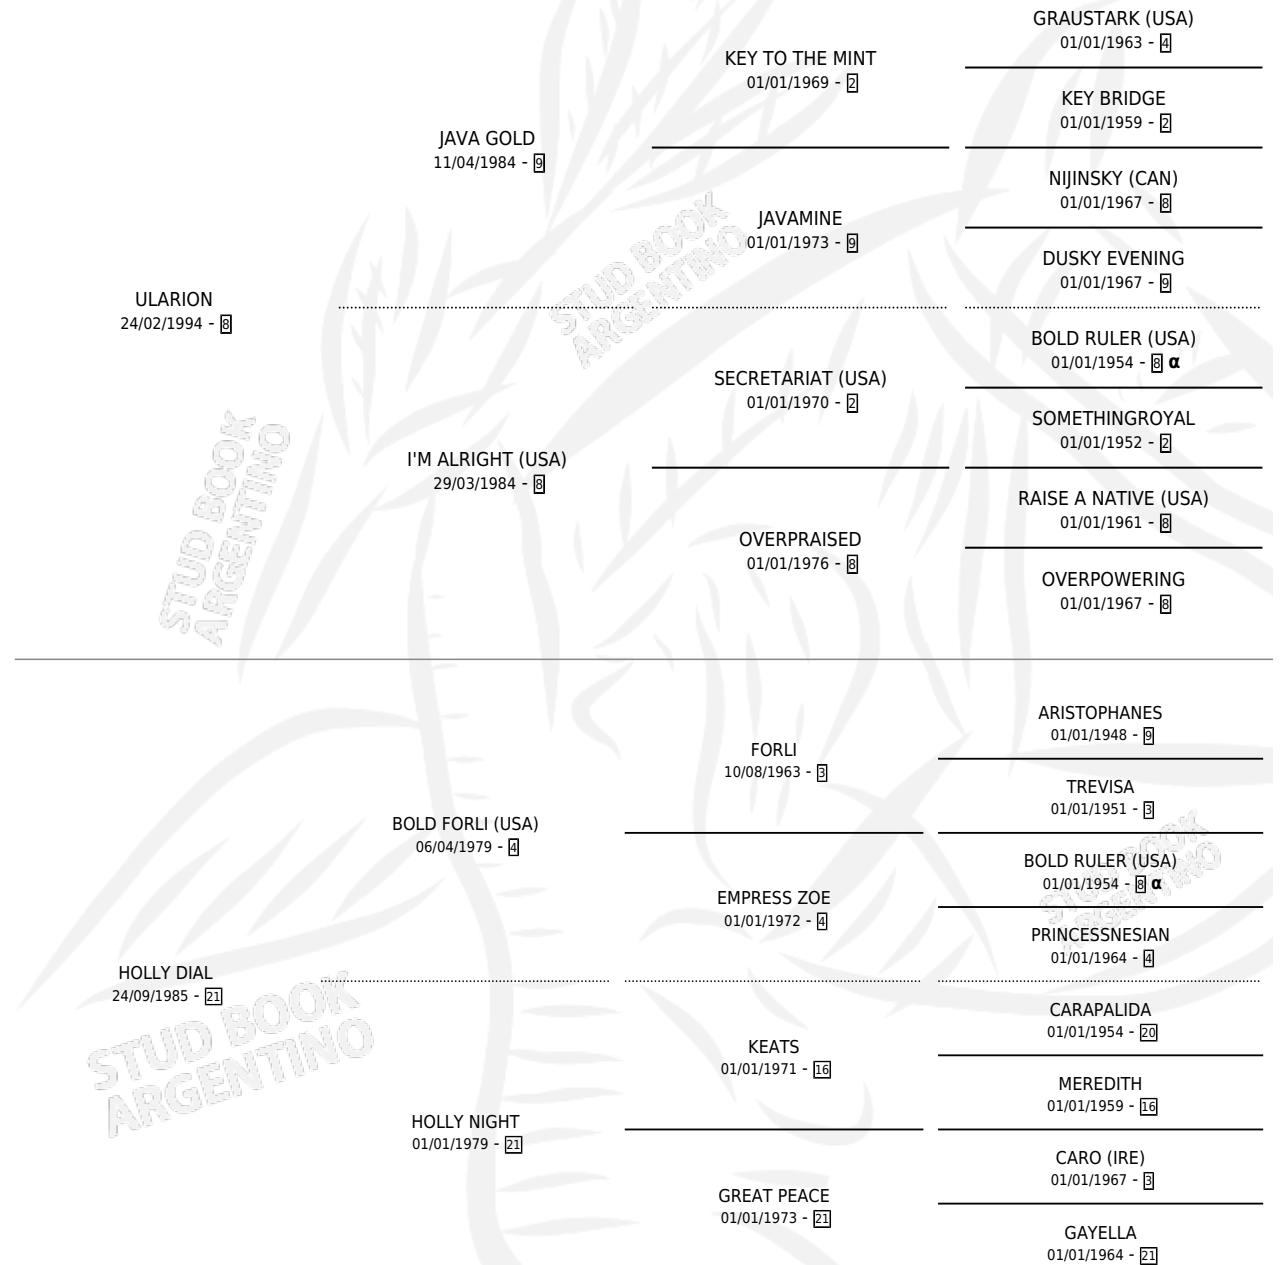 GRAUSTARK (USA)
01/01/1963 - 4
KEY TO THE MINT
01/01/1969 - 2
KEY BRIDGE
01/01/1959 - 2
JAVA GOLD
11/04/1984 - 9
NIJINSKY (CAN)
01/01/1967 - 8
JAVAMINE
01/01/1973 - 9
DUSKY EVENING
01/01/1967 - 9
ULARION
24/02/1994 - 8
BOLD RULER (USA)
01/01/1954 - 8 α
SECRETARIAT (USA)
01/01/1970 - 2
SOMETHINGROYAL
01/01/1952 - 2
I'M ALRIGHT (USA)
29/03/1984 - 8
RAISE A NATIVE (USA)
01/01/1961 - 8
OVERPRAISED
01/01/1976 - 8
OVERPOWERING
01/01/1967 - 8
ARISTOPHANES
01/01/1948 - 9
FORLI
10/08/1963 - 3
TREVISA
01/01/1951 - 3
BOLD FORLI (USA)
06/04/1979 - 4
BOLD RULER (USA)
01/01/1954 - 8 α
EMPRESS ZOE
01/01/1972 - 4
PRINCESSNESIAN
01/01/1964 - 4
HOLLY DIAL
24/09/1985 - 21
CARAPALIDA
01/01/1954 - 20
KEATS
01/01/1971 - 16
MEREDITH
01/01/1959 - 16
HOLLY NIGHT
01/01/1979 - 21
CARO (IRE)
01/01/1967 - 3
GREAT PEACE
01/01/1973 - 21
GAYELLA
01/01/1964 - 21
STUD BOOK
ARGENTINO
STUD BOOK
ARGENTINO
STUD BOOK
ARGENTINO
STUD BOOK
ARGENTINO